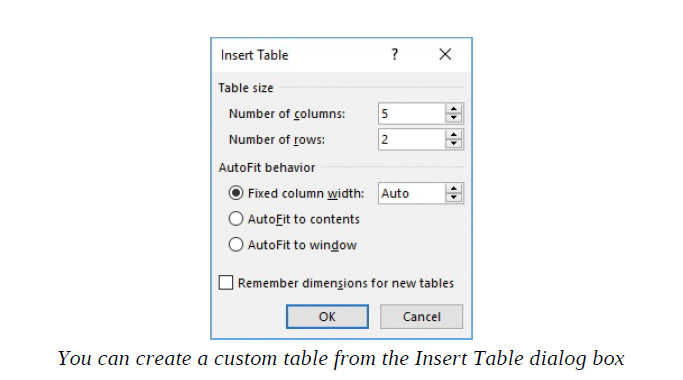 Insert Table ? ×
Table size
Number of columns: 5
Number of rows: 2
AutoFit behavior
Fixed column width: Auto
AutoFit to contents
AutoFit to window
Remember dimensions for new tables
OK Cancel
You can create a custom table from the Insert Table dialog box